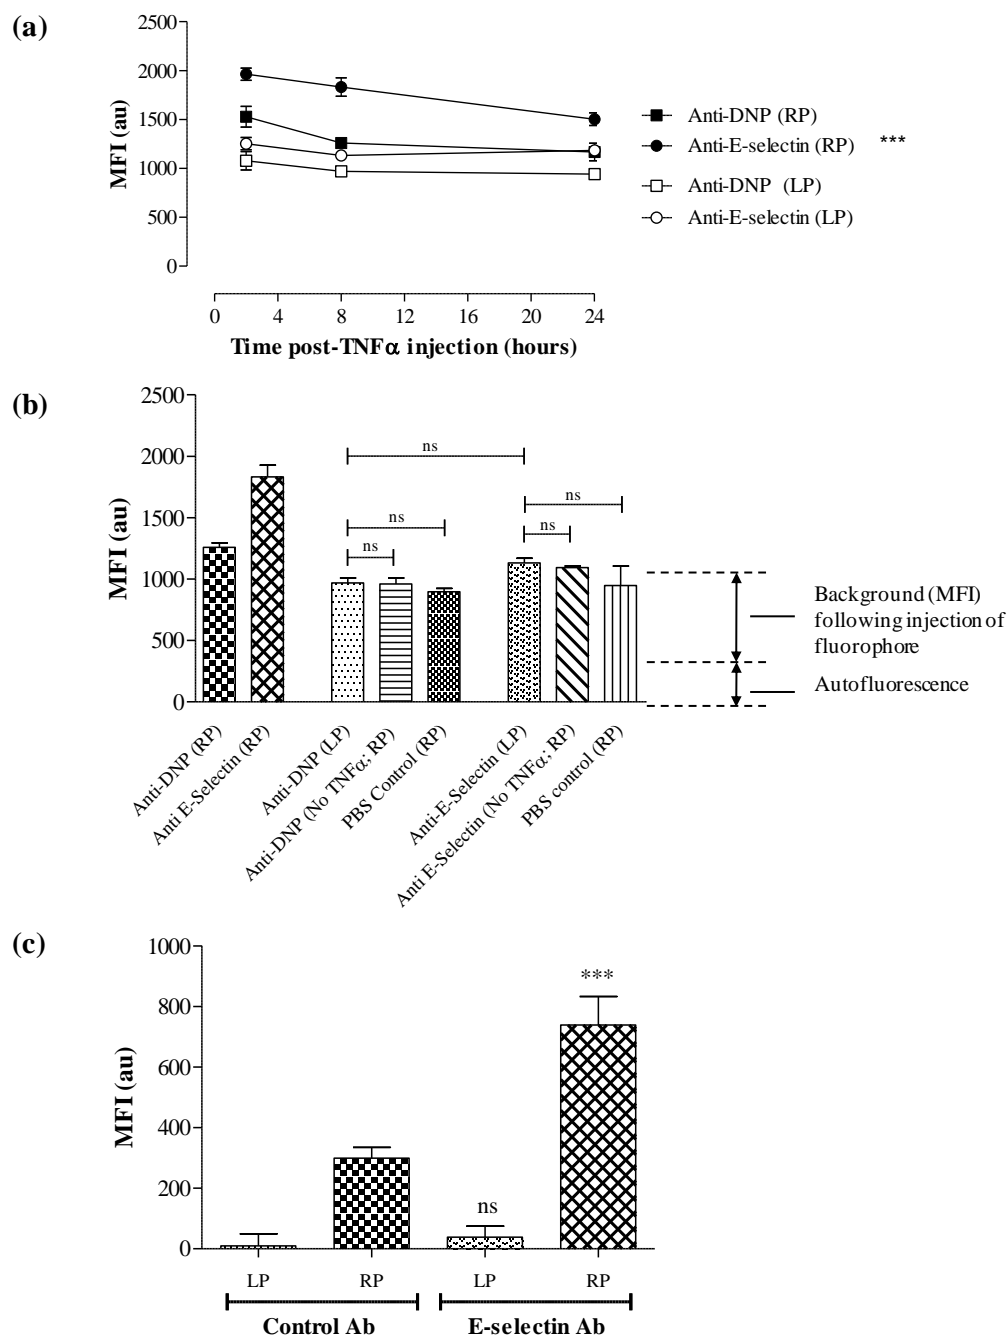 (a)
2500
2000
1500
1000
500
0
MFI (au)
0 4 8 12 16 20 24
Time post-TNFα injection (hours)
Anti-DNP (RP)
Anti-E-selectin (RP) ***
Anti-DNP (LP)
Anti-E-selectin (LP)
(b)
2500
2000
1500
1000
500
0
MFI (au)
ns
ns
ns
ns
ns
Background (MFI)
following injection of
fluorophore
Autofluorescence
Anti-DNP (RP)
Anti E-Selectin (RP)
Anti-DNP (LP)
Anti-DNP (No TNFα; RP)
PBS Control (RP)
Anti-E-Selectin (LP)
Anti E-Selectin (No TNFα; RP)
PBS control (RP)
(c)
1000
800
600
400
200
0
MFI (au)
ns
***
LP RP LP RP
Control Ab E-selectin Ab